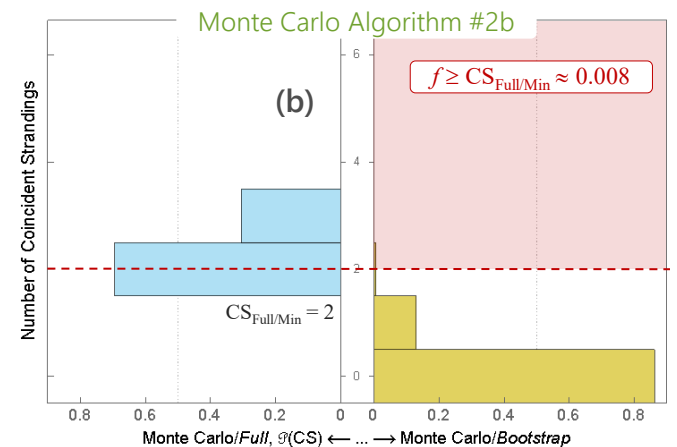 Monte Carlo Algorithm #2b
f ≥ CS_Full/Min ≈ 0.008
(b)
CS_Full/Min = 2
Number of Coincident Strandings
6
4
2
0
0.8 0.6 0.4 0.2 0 0 0.2 0.4 0.6 0.8
Monte Carlo/Full, 𝒫(CS) ⟵ ... ⟶ Monte Carlo/Bootstrap